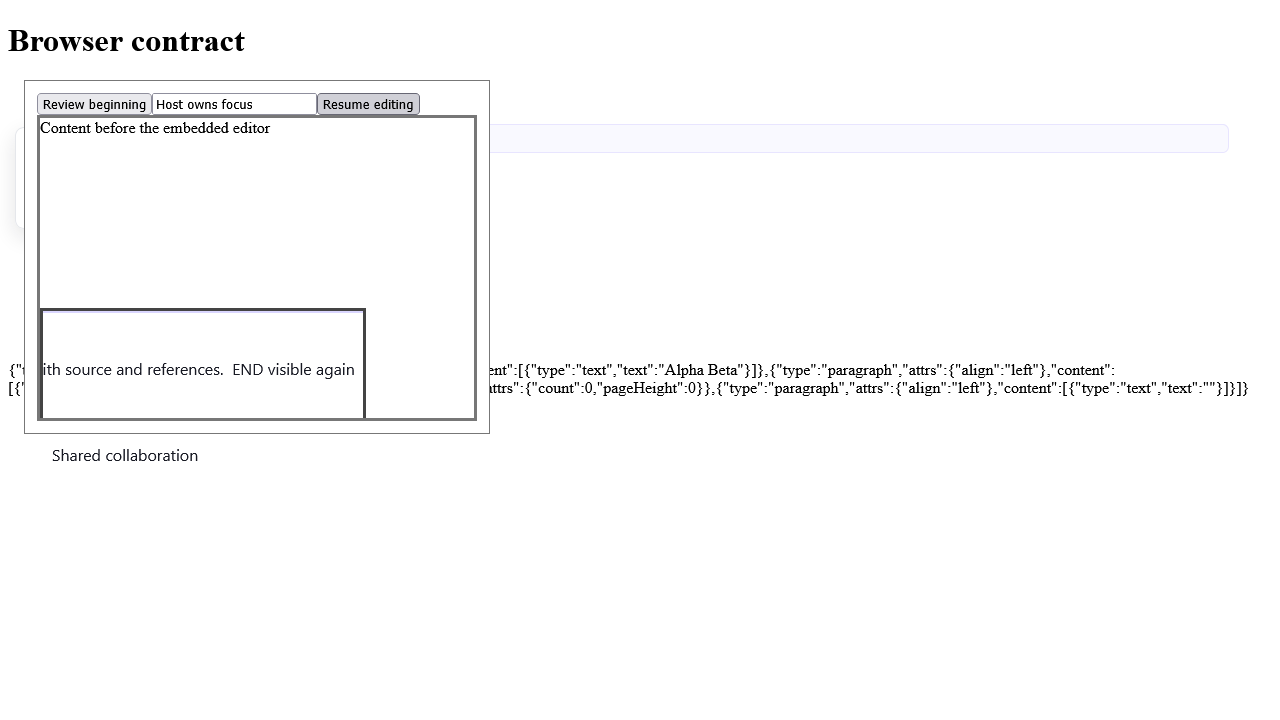 Browser contract
Review beginning Host owns focus Resume editing
Content before the embedded editor
{"t ith source and references.  END visible again ent":[{"type":"text","text":"Alpha Beta"}]},{"type":"paragraph","attrs":{"align":"left"},"content":
[{" attrs":{"count":0,"pageHeight":0}},{"type":"paragraph","attrs":{"align":"left"},"content":[{"type":"text","text":""}]}]}
Shared collaboration